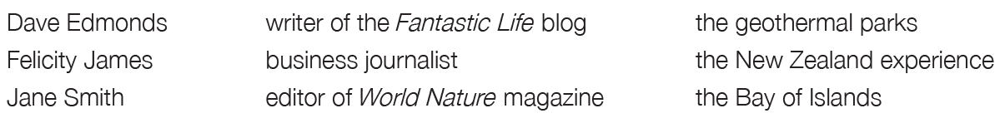 Dave Edmonds writer of the Fantastic Life blog the geothermal parks
Felicity James business journalist the New Zealand experience
Jane Smith editor of World Nature magazine the Bay of Islands